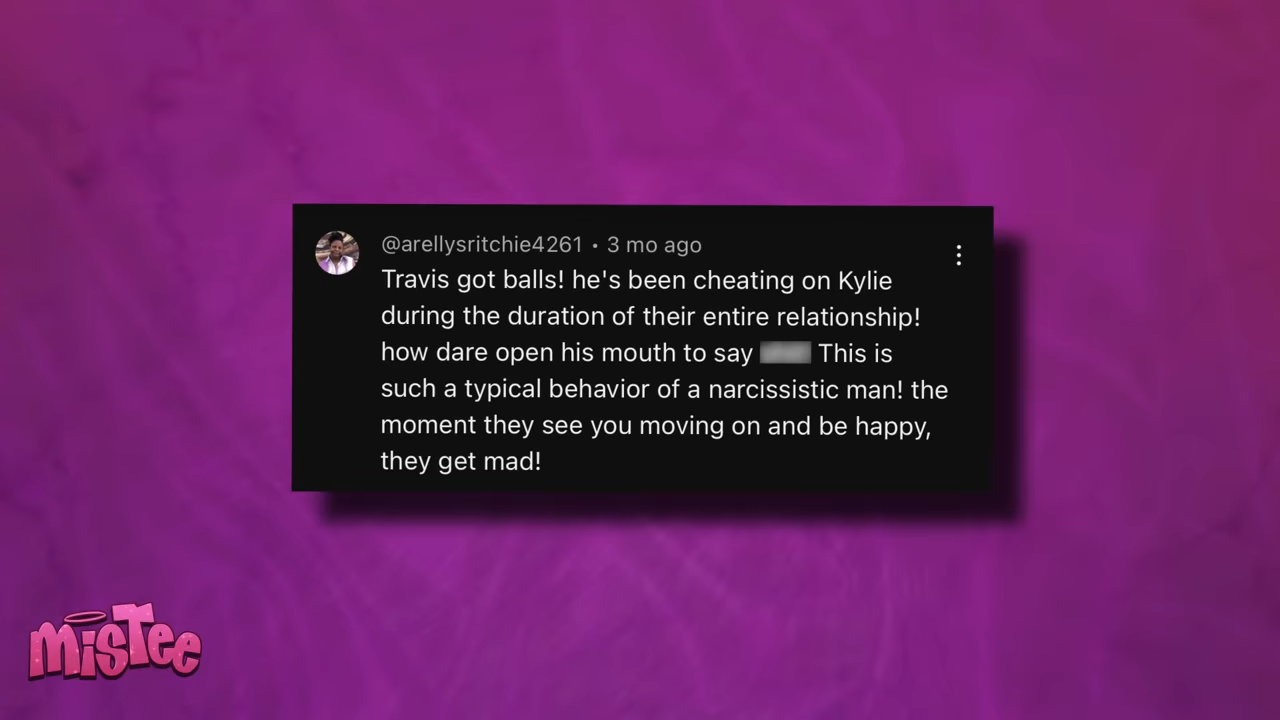 @arellysritchie4261 • 3 mo ago
Travis got balls! he's been cheating on Kylie
during the duration of their entire relationship!
how dare open his mouth to say This is
such a typical behavior of a narcissistic man! the
moment they see you moving on and be happy,
they get mad!
MisTee